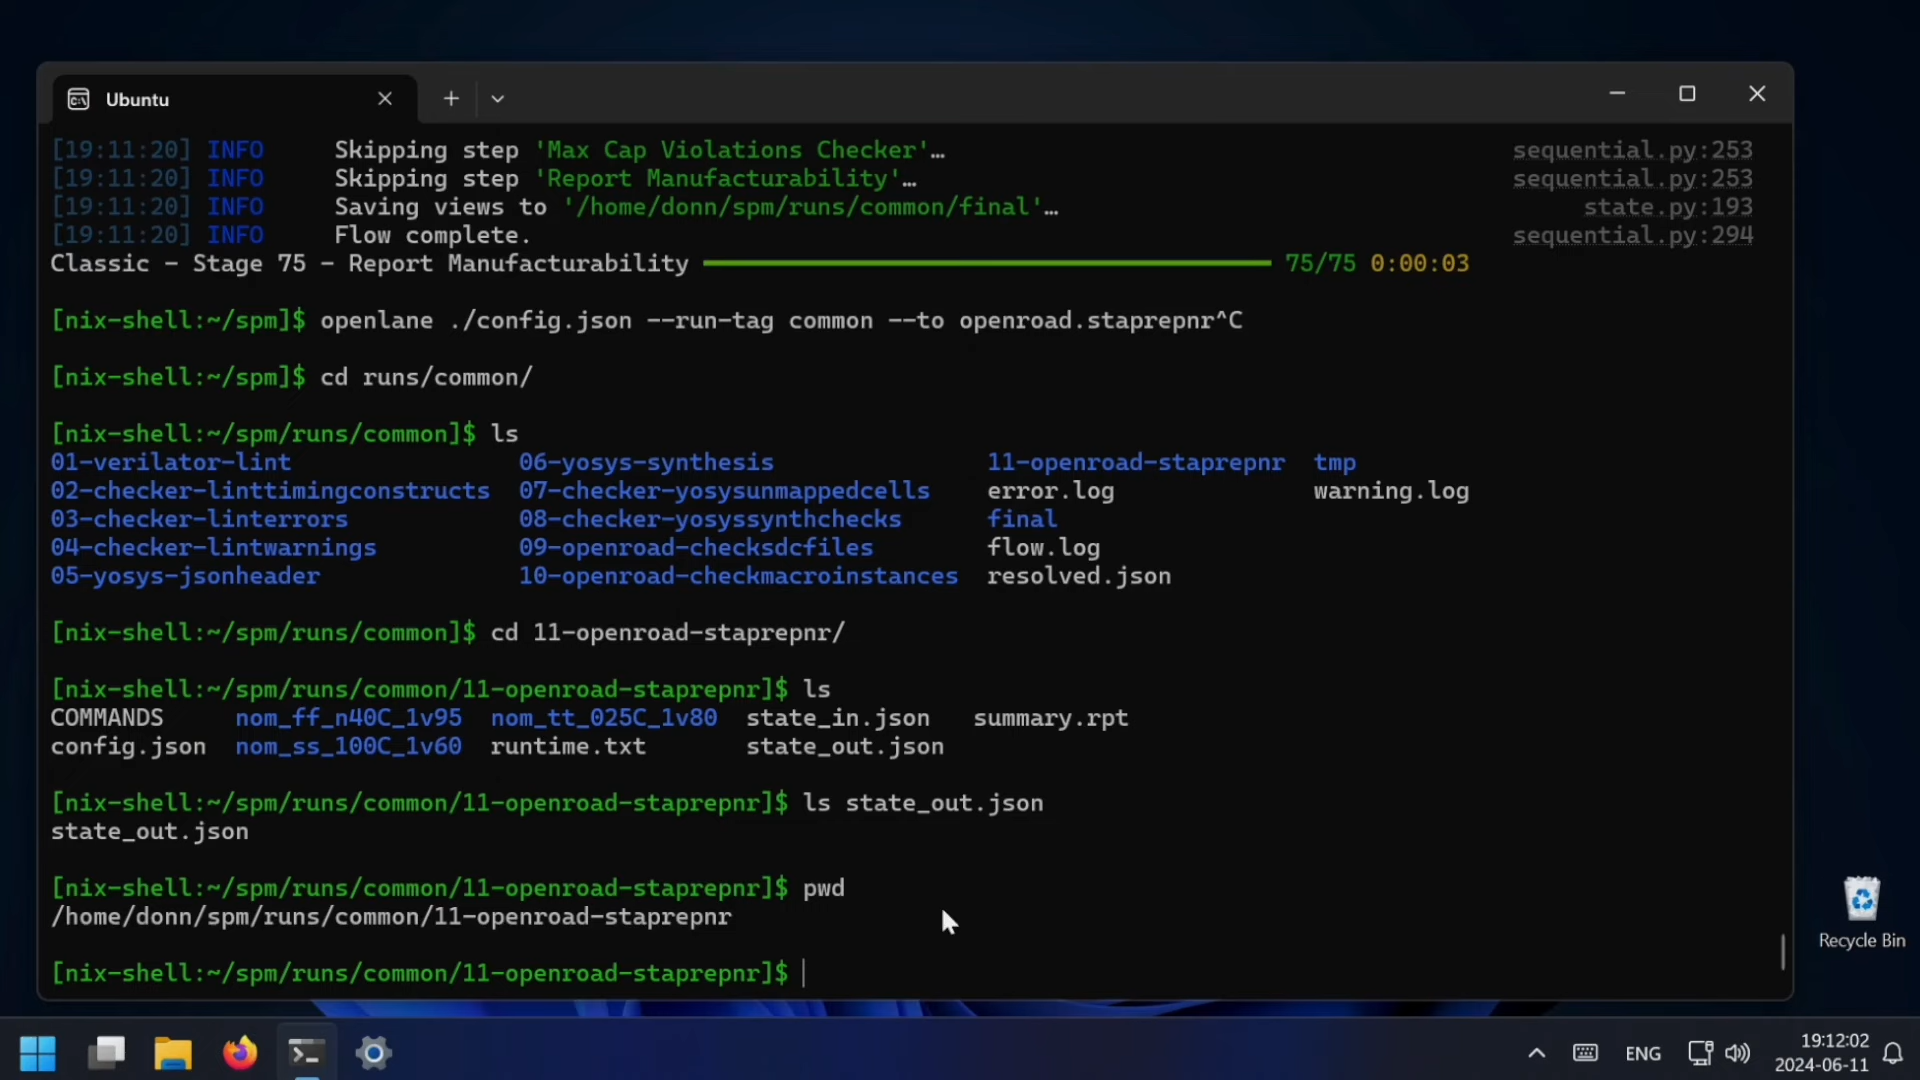 Ubuntu
[19:11:20] INFO Skipping step 'Max Cap Violations Checker'… sequential.py:253
[19:11:20] INFO Skipping step 'Report Manufacturability'… sequential.py:253
[19:11:20] INFO Saving views to '/home/donn/spm/runs/common/final'… state.py:193
[19:11:20] INFO Flow complete. sequential.py:294
Classic - Stage 75 - Report Manufacturability 75/75 0:00:03
[nix-shell:~/spm]$ openlane ./config.json --run-tag common --to openroad.staprepnr^C
[nix-shell:~/spm]$ cd runs/common/
[nix-shell:~/spm/runs/common]$ ls
01-verilator-lint 06-yosys-synthesis 11-openroad-staprepnr tmp
02-checker-linttimingconstructs 07-checker-yosysunmappedcells error.log warning.log
03-checker-linterrors 08-checker-yosyssynthchecks final
04-checker-lintwarnings 09-openroad-checksdcfiles flow.log
05-yosys-jsonheader 10-openroad-checkmacroinstances resolved.json
[nix-shell:~/spm/runs/common]$ cd 11-openroad-staprepnr/
[nix-shell:~/spm/runs/common/11-openroad-staprepnr]$ ls
COMMANDS nom_ff_n40C_1v95 nom_tt_025C_1v80 state_in.json summary.rpt
config.json nom_ss_100C_1v60 runtime.txt state_out.json
[nix-shell:~/spm/runs/common/11-openroad-staprepnr]$ ls state_out.json
state_out.json
[nix-shell:~/spm/runs/common/11-openroad-staprepnr]$ pwd
/home/donn/spm/runs/common/11-openroad-staprepnr
[nix-shell:~/spm/runs/common/11-openroad-staprepnr]$
Recycle Bin
ENG
19:12:02
2024-06-11